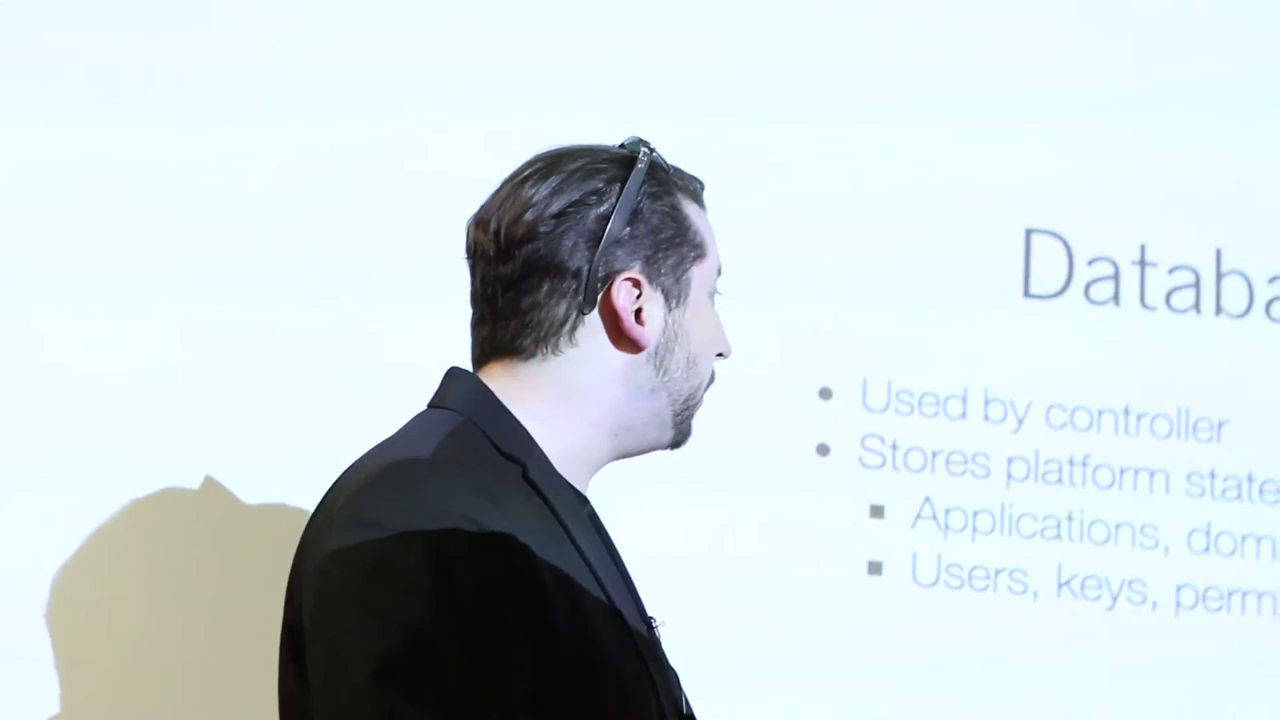 Databa
Used by controller
Stores platform state
Applications, dom
Users, keys, perm